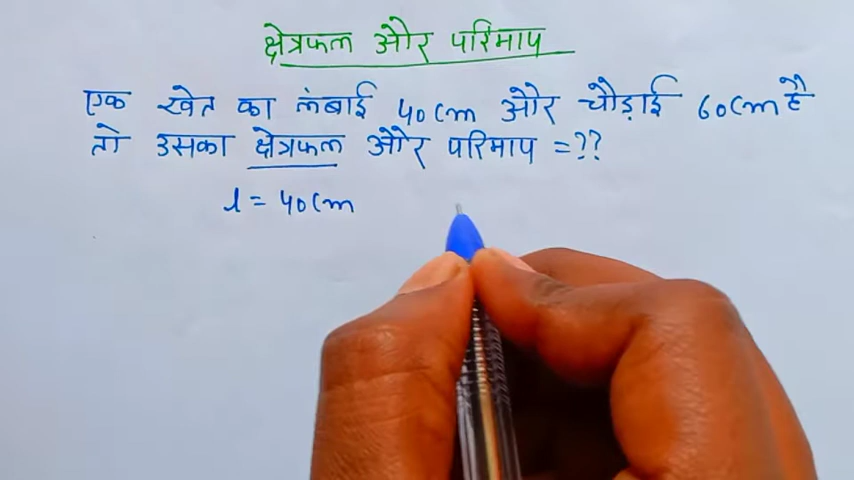 क्षेत्रफल और परिमाप
एक खेत का लंबाई 40cm और चौड़ाई 60cm है
तो उसका क्षेत्रफल और परिमाप =??
l = 40cm